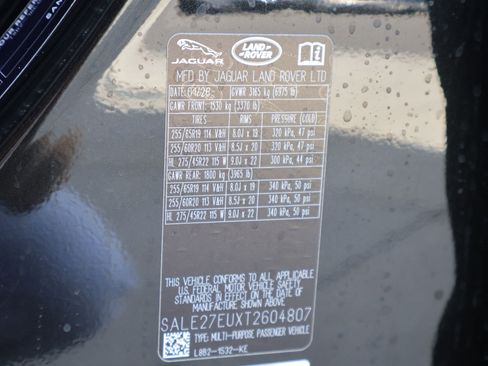 JAGUAR LAND ROVER
MFD BY JAGUAR LAND ROVER LTD
DATE: GVWR 3165 kg (6975 lb)
GAWR FRONT: 1530 kg (3370 lb)
TIRES RIMS PRESSURE (COLD)
255/65R19 114 V&H 8.0J x 19 320 kPa, 47 psi
255/60R20 113 V&H 8.5J x 20 320 kPa, 47 psi
HL 275/45R22 115 W 9.0J x 22 300 kPa, 44 psi
GAWR REAR: 1800 kg (3965 lb)
255/65R19 114 V&H 8.0J x 19 340 kPa, 50 psi
255/60R20 113 V&H 8.5J x 20 340 kPa, 50 psi
HL 275/45R22 115 W 9.0J x 22 340 kPa, 50 psi
THIS VEHICLE CONFORMS TO ALL APPLICABLE
U.S. FEDERAL MOTOR VEHICLE SAFETY
STANDARDS IN EFFECT ON THE DATE OF
MANUFACTURE SHOWN ABOVE
SALE27EUXT2604807
TYPE: MULTI-PURPOSE PASSENGER VEHICLE
L8B2-1532-KE